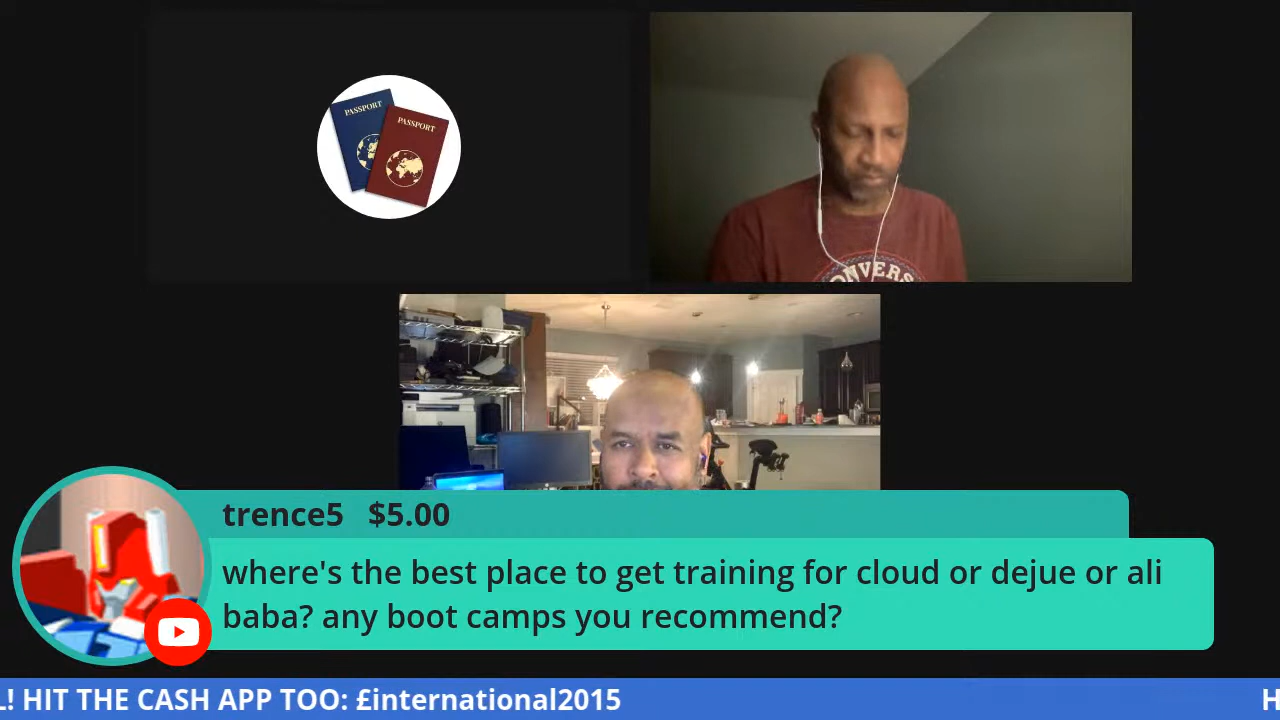 PASSPORT
PASSPORT
ONVERS
trence5 $5.00
where's the best place to get training for cloud or dejue or ali
baba? any boot camps you recommend?
L! HIT THE CASH APP TOO: £international2015
H